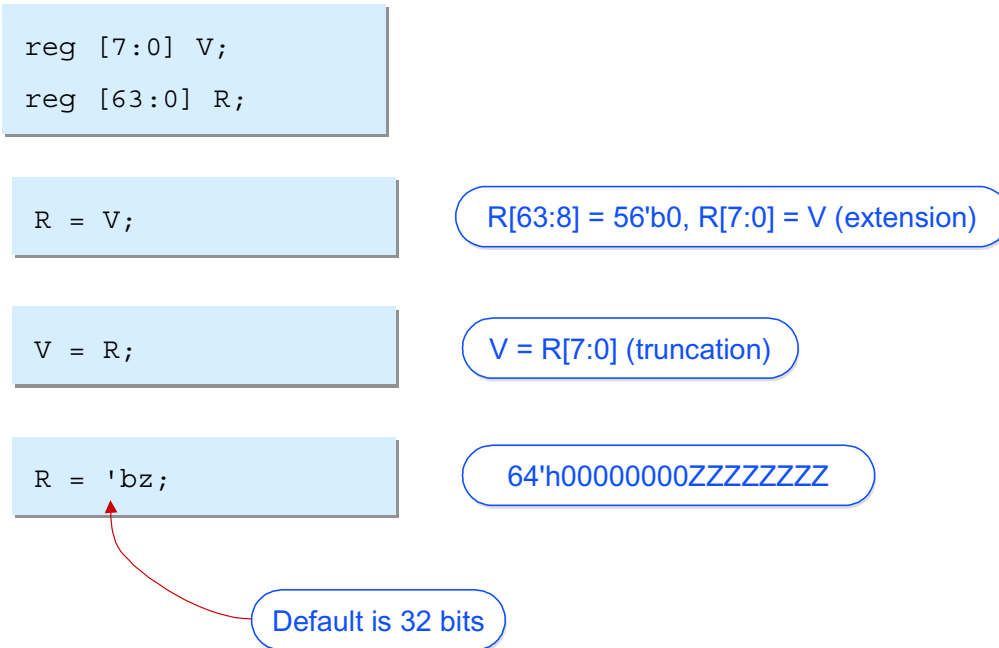 reg [7:0] V;
reg [63:0] R;
R = V;
R[63:8] = 56'b0, R[7:0] = V (extension)
V = R;
V = R[7:0] (truncation)
R = 'bz;
64'h00000000ZZZZZZZZ
Default is 32 bits